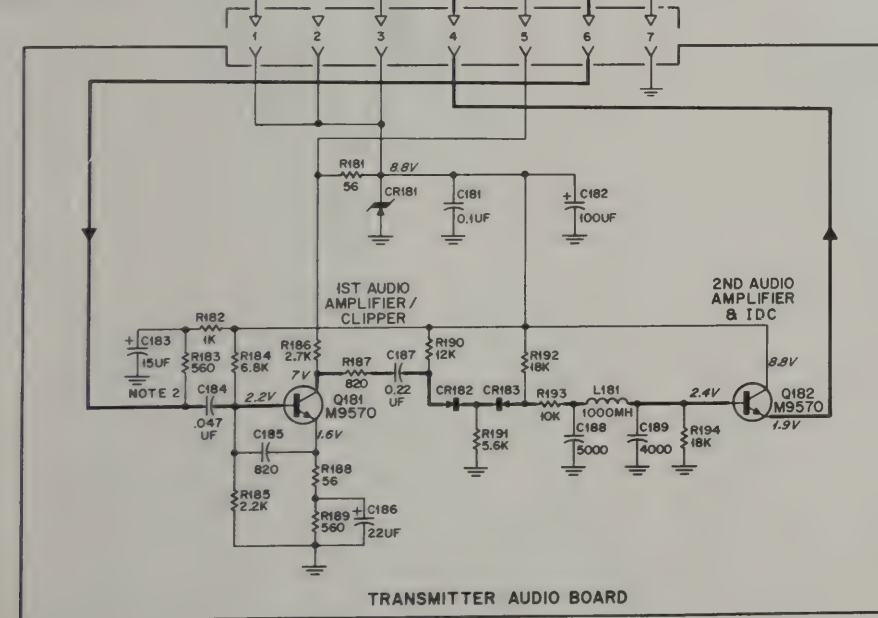 1 2 3 4 5 6 7
R181
56
8.8V
CR181
C181
0.1UF
+ C182
100UF
1ST AUDIO
AMPLIFIER/
CLIPPER
2ND AUDIO
AMPLIFIER
& IDC
R182
1K
+ C183
15UF
R183
560
R184
6.8K
R186
2.7K
R187
820
C187
0.22
UF
R190
12K
R192
18K
8.8V
NOTE 2
C184
.047
UF
2.2V
7V
Q181
M9570
1.6V
CR182
CR183
R193
10K
L181
1000MH
2.4V
Q182
M9570
1.9V
C185
820
R191
5.6K
C188
5000
C189
4000
R194
18K
R185
2.2K
R188
56
R189
560
+ C186
22UF
TRANSMITTER AUDIO BOARD